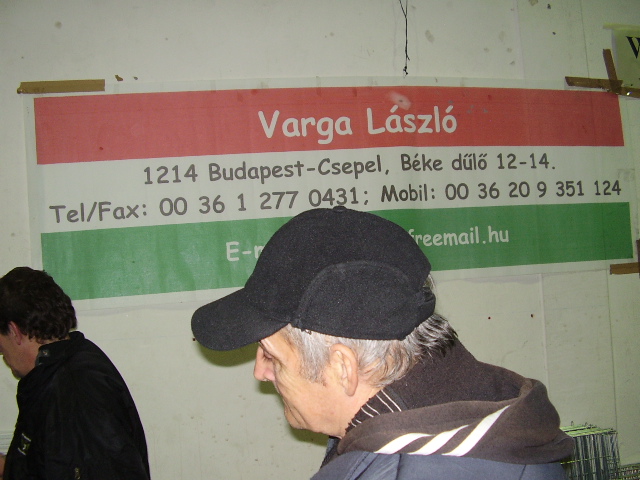 Varga László
1214 Budapest-Csepel, Béke dűlő 12-14.
Tel/Fax: 00 36 1 277 0431; Mobil: 00 36 20 9 351 124
freemail.hu